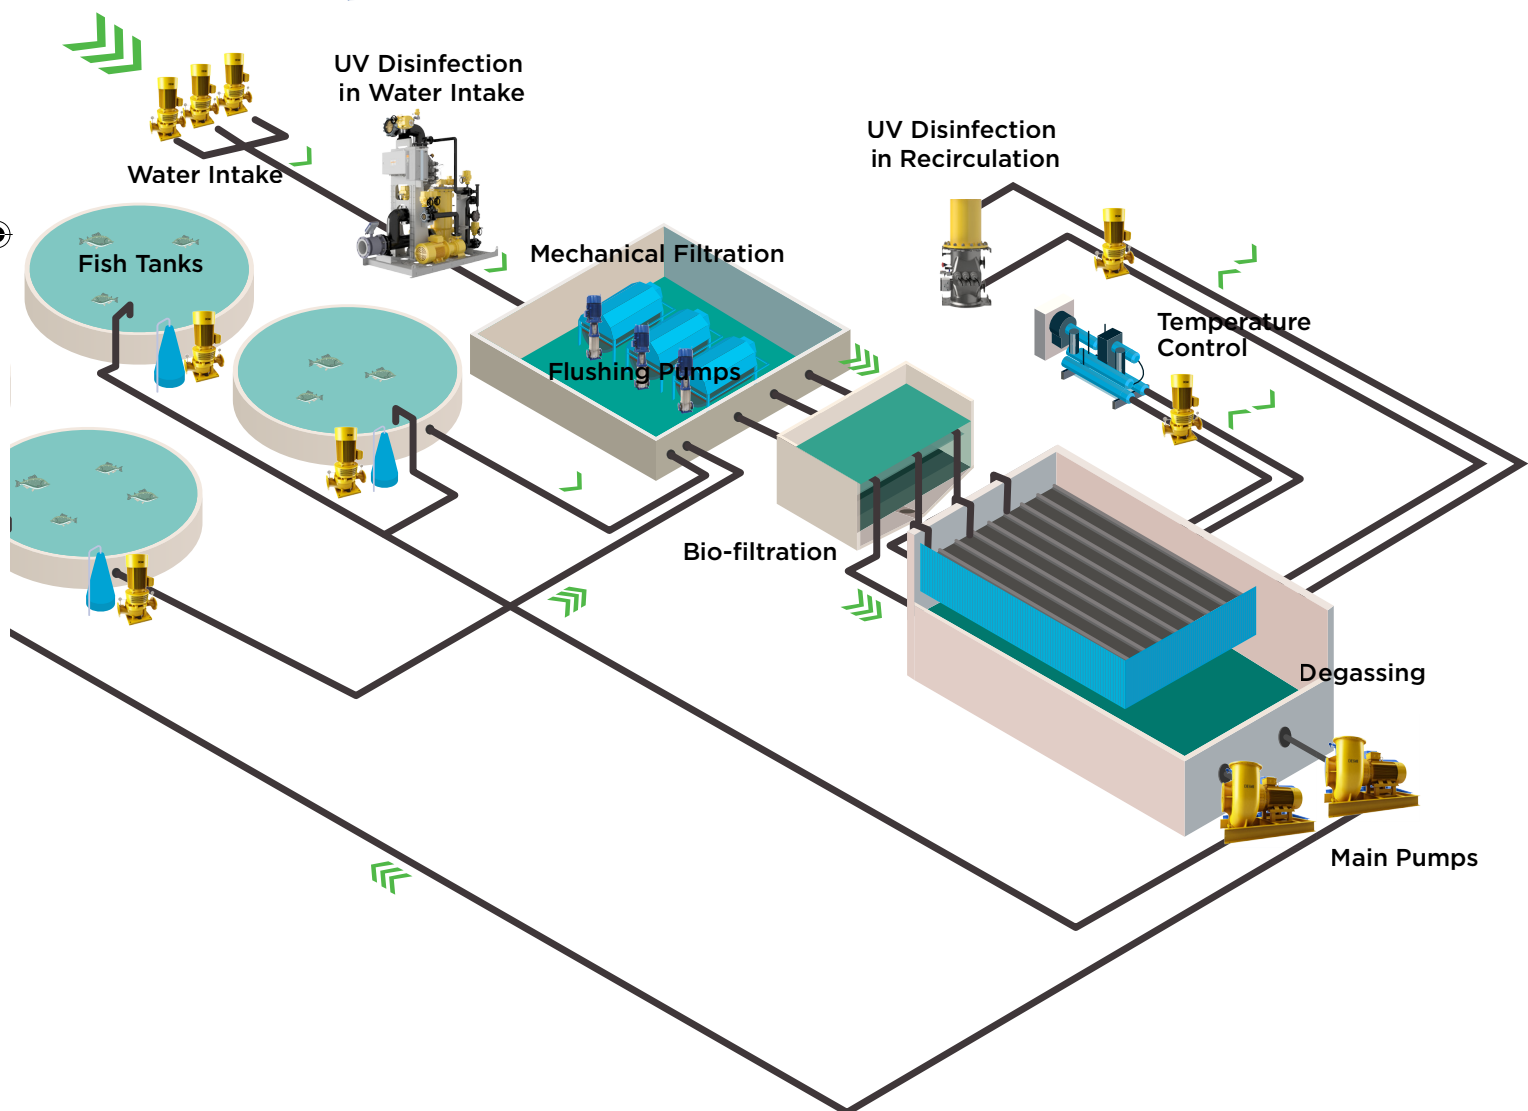 UV Disinfection
in Water Intake
UV Disinfection
in Recirculation
Water Intake
Mechanical Filtration
Fish Tanks
Temperature
Control
Flushing Pumps
Bio-filtration
Degassing
Main Pumps